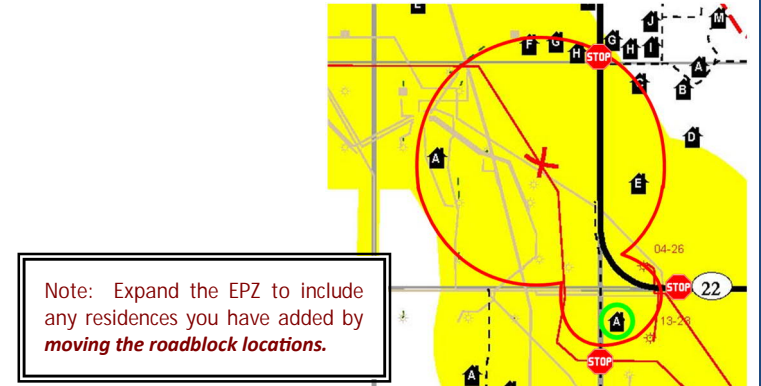 E
F
G
H
STOP
G
H
I
J
M
A
B
C
D
A
E
04-26
STOP
22
A
13-23
STOP
A
Note: Expand the EPZ to include
any residences you have added by
moving the roadblock locations.